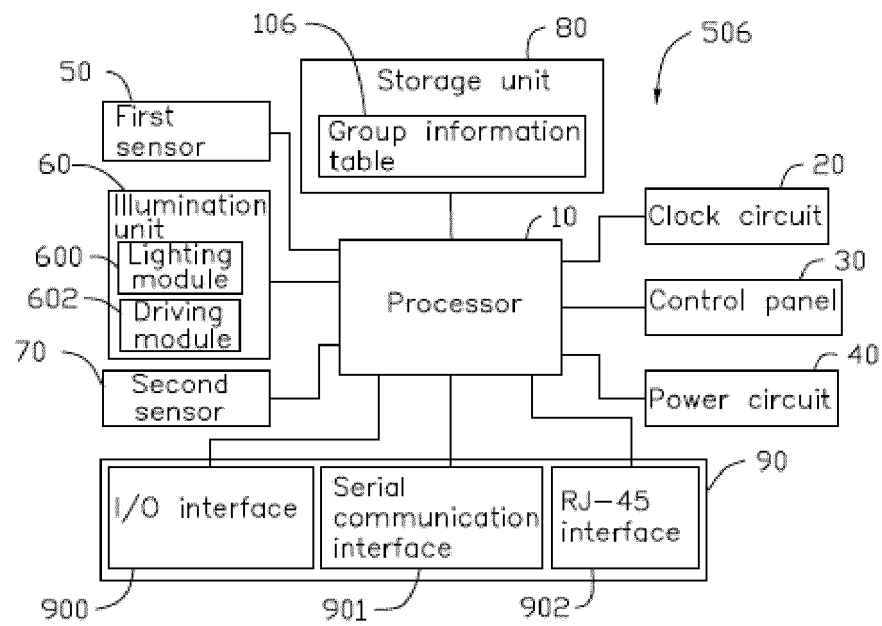 106
80
506
50
Storage unit
First
sensor
Group information
table
60
20
Illumination
unit
10
Clock circuit
600
Lighting
module
30
Processor
Control panel
602
Driving
module
70
40
Second
sensor
Power circuit
90
I/O interface
Serial
communication
interface
RJ-45
interface
900
901
902